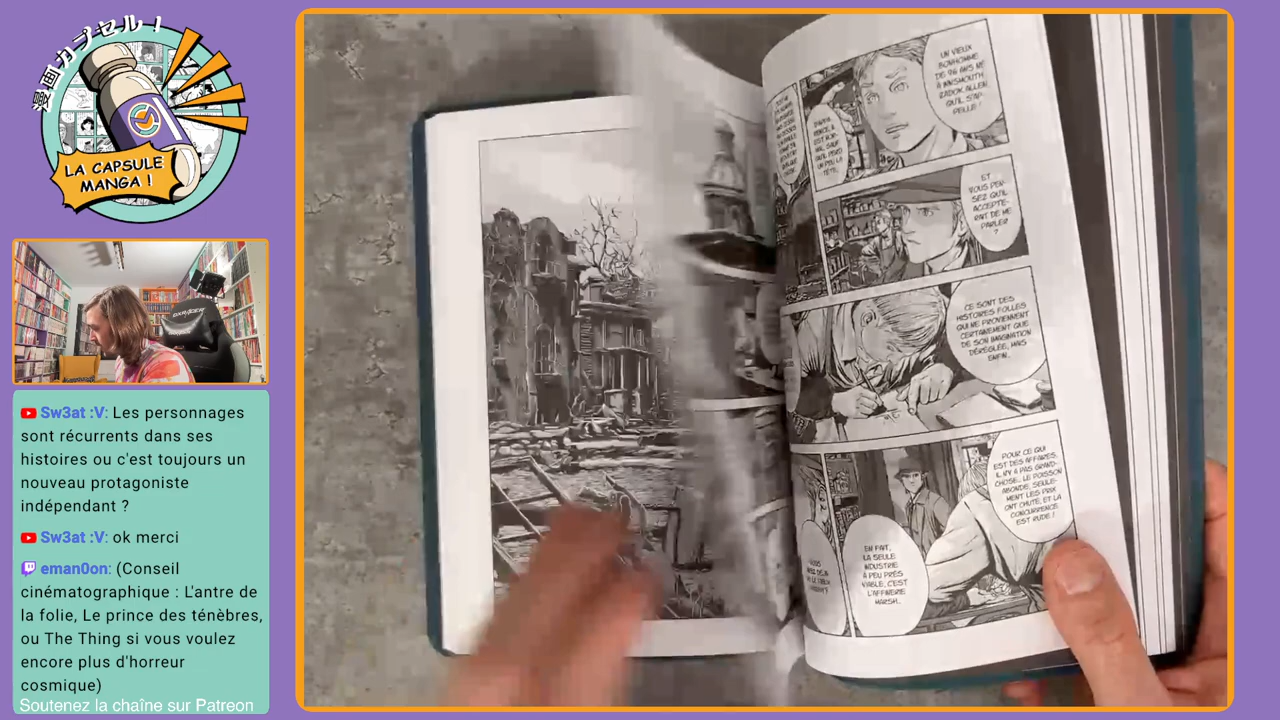 漫画カプセル！
LA CAPSULE
MANGA !
Sw3at :V: Les personnages
sont récurrents dans ses
histoires ou c'est toujours un
nouveau protagoniste
indépendant ?
Sw3at :V: ok merci
eman0on: (Conseil
cinématographique : L'antre de
la folie, Le prince des ténèbres,
ou The Thing si vous voulez
encore plus d'horreur
cosmique)
Soutenez la chaîne sur Patreon
UN VIEUX
BONHOMME
DE 96 ANS NÉ
À INNSMOUTH.
ZADOK ALLEN,
QU'IL S'AP-
PELLE !
ET
VOUS PEN-
SEZ QU'IL
ACCEPTE-
RAIT DE ME
PARLER
?
CE SONT DES
HISTOIRES FOLLES
QUI NE PROVIENNENT
CERTAINEMENT QUE
DE SON IMAGINATION
DÉRÉGLÉE, MAIS
ENFIN...
POUR CE QUI
EST DES AFFAIRES,
IL N'Y A PAS GRAND-
CHOSE... LE POISSON
ABONDE, SEULE-
MENT LES PRIX
ONT CHUTÉ, ET LA
CONCURRENCE
EST RUDE !
EN FAIT,
LA SEULE
INDUSTRIE
À PEU PRÈS
VIABLE, C'EST
L'AFFINERIE
MARSH...